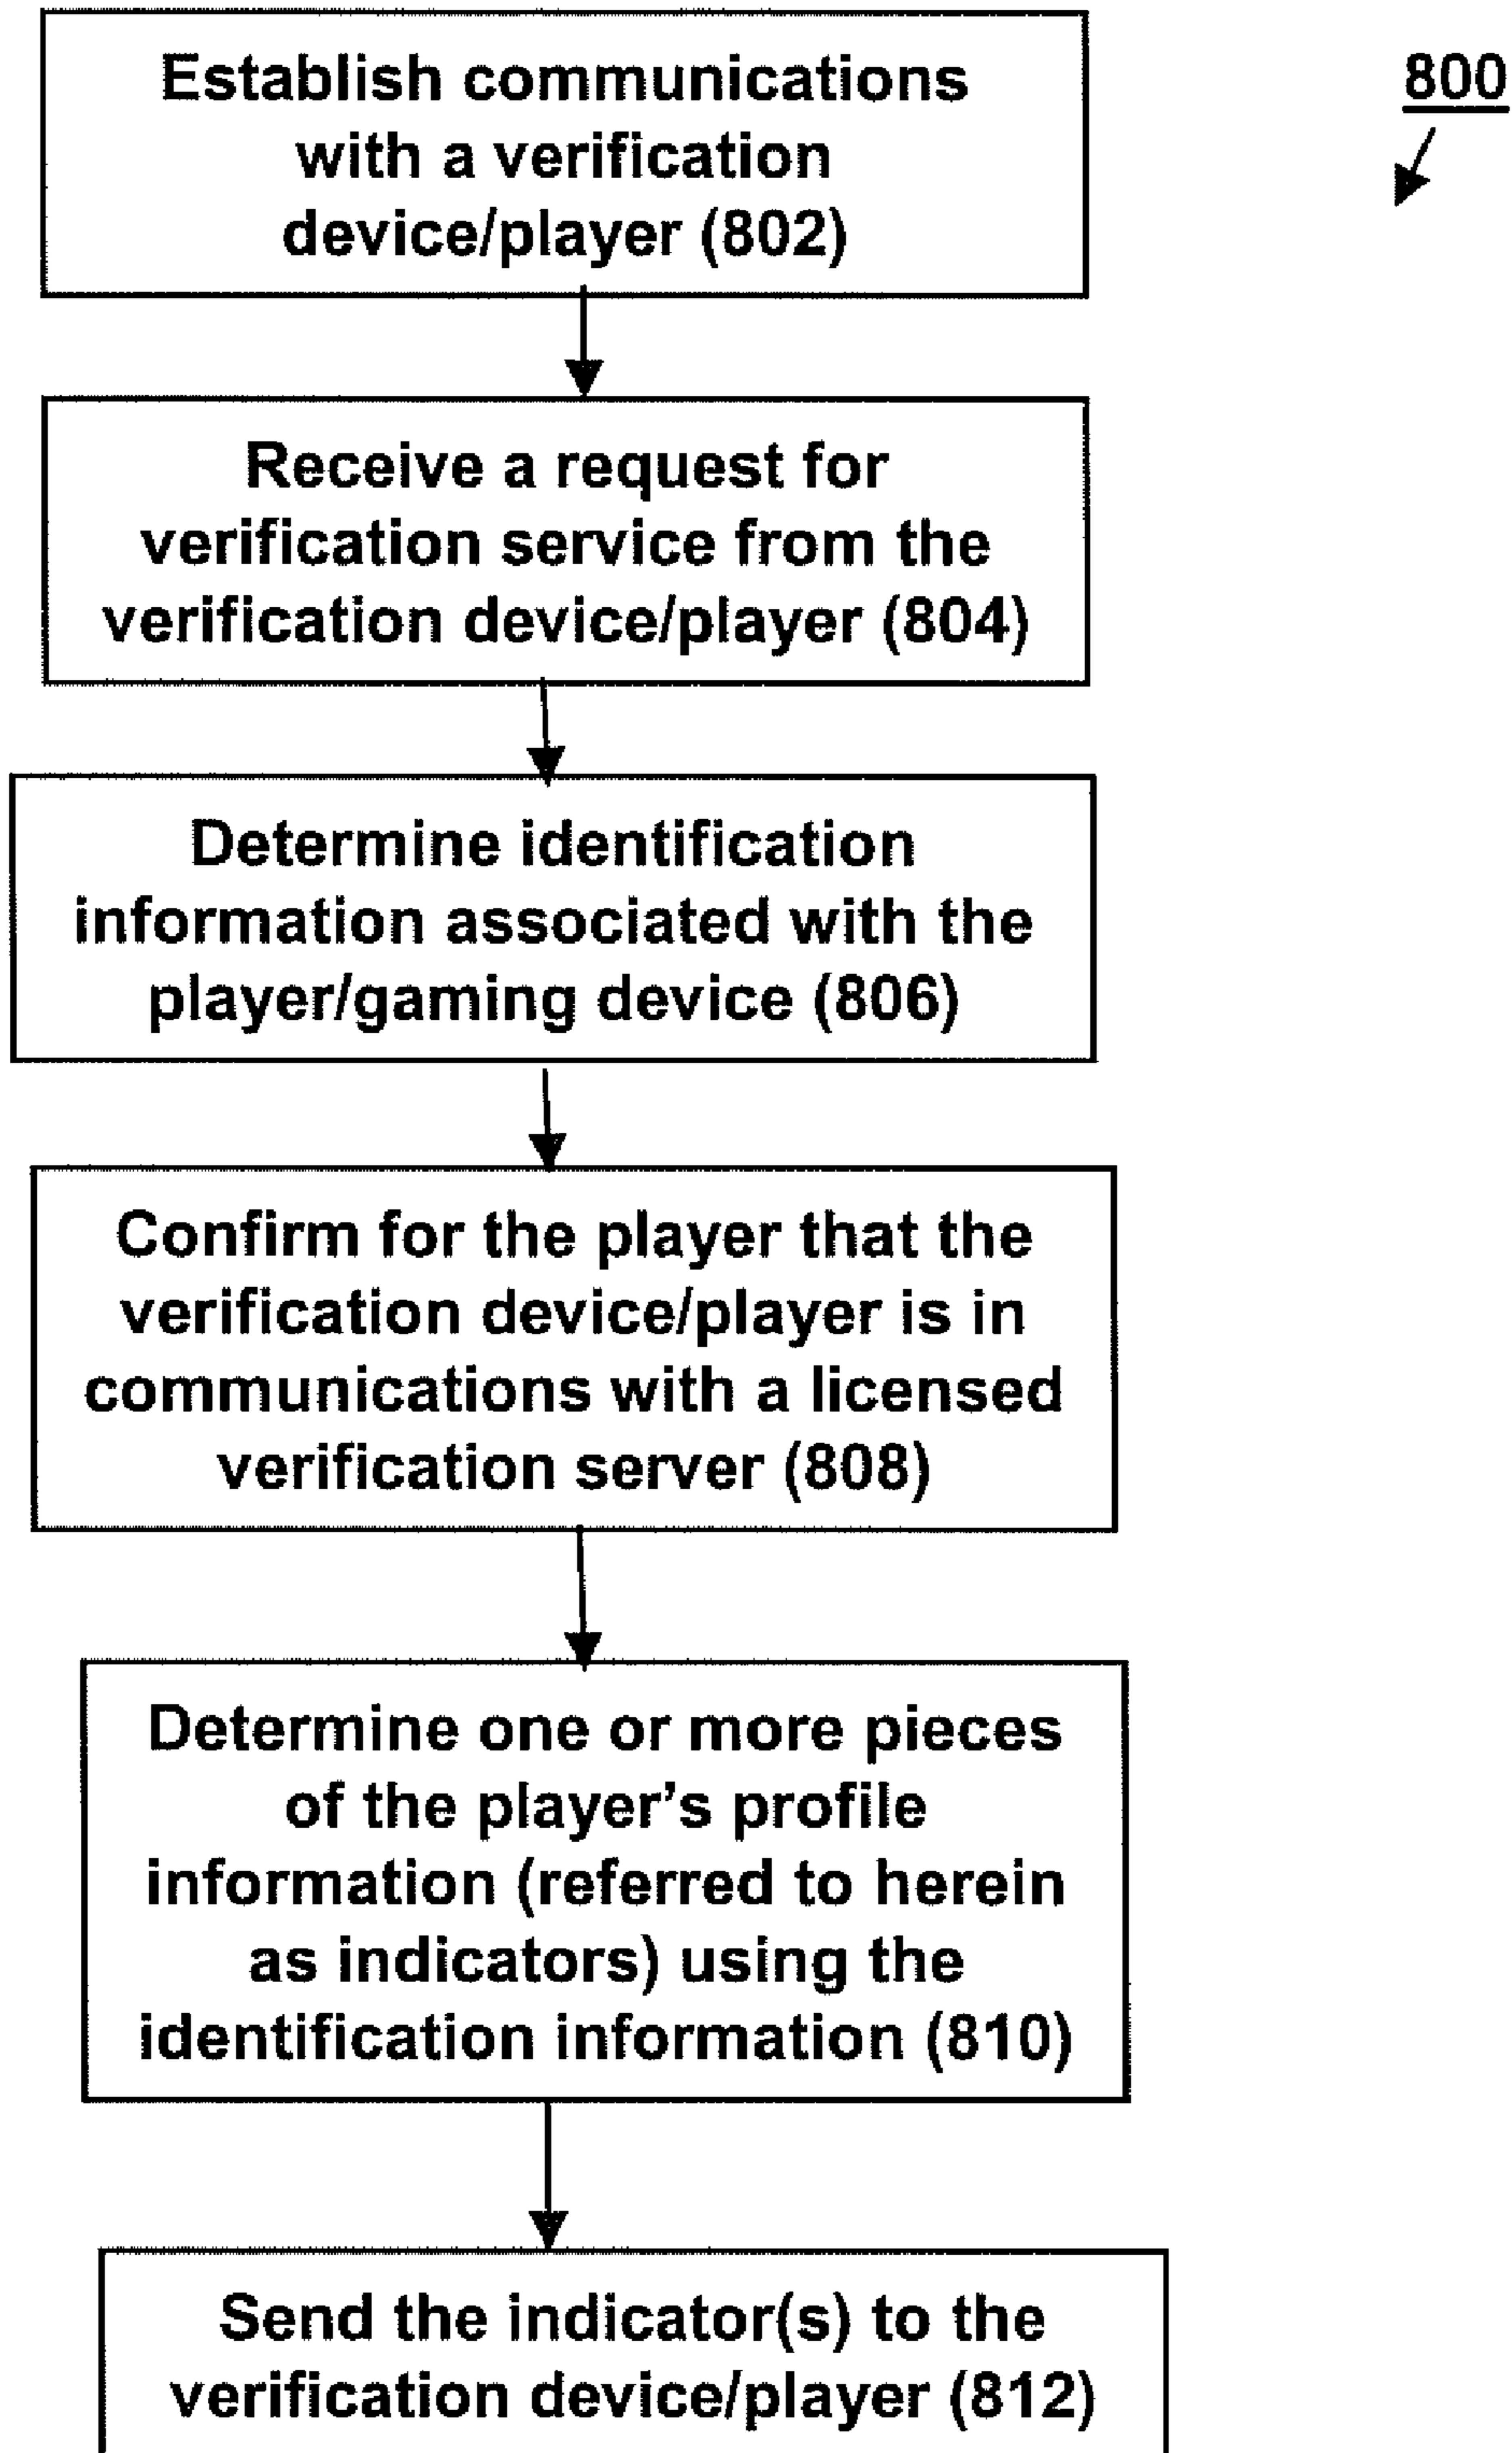 Establish communications
with a verification
device/player (802)
800
Receive a request for
verification service from the
verification device/player (804)
Determine identification
information associated with the
player/gaming device (806)
Confirm for the player that the
verification device/player is in
communications with a licensed
verification server (808)
Determine one or more pieces
of the player’s profile
information (referred to herein
as indicators) using the
identification information (810)
Send the indicator(s) to the
verification device/player (812)